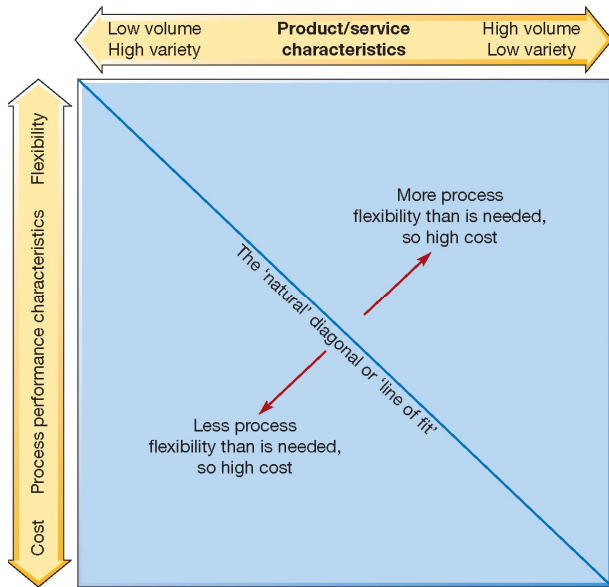 Low volume
High variety
Product/service
characteristics
High volume
Low variety
Flexibility
Process performance characteristics
Cost
More process
flexibility than is needed,
so high cost
The ‘natural’ diagonal or ‘line of fit’
Less process
flexibility than is needed,
so high cost